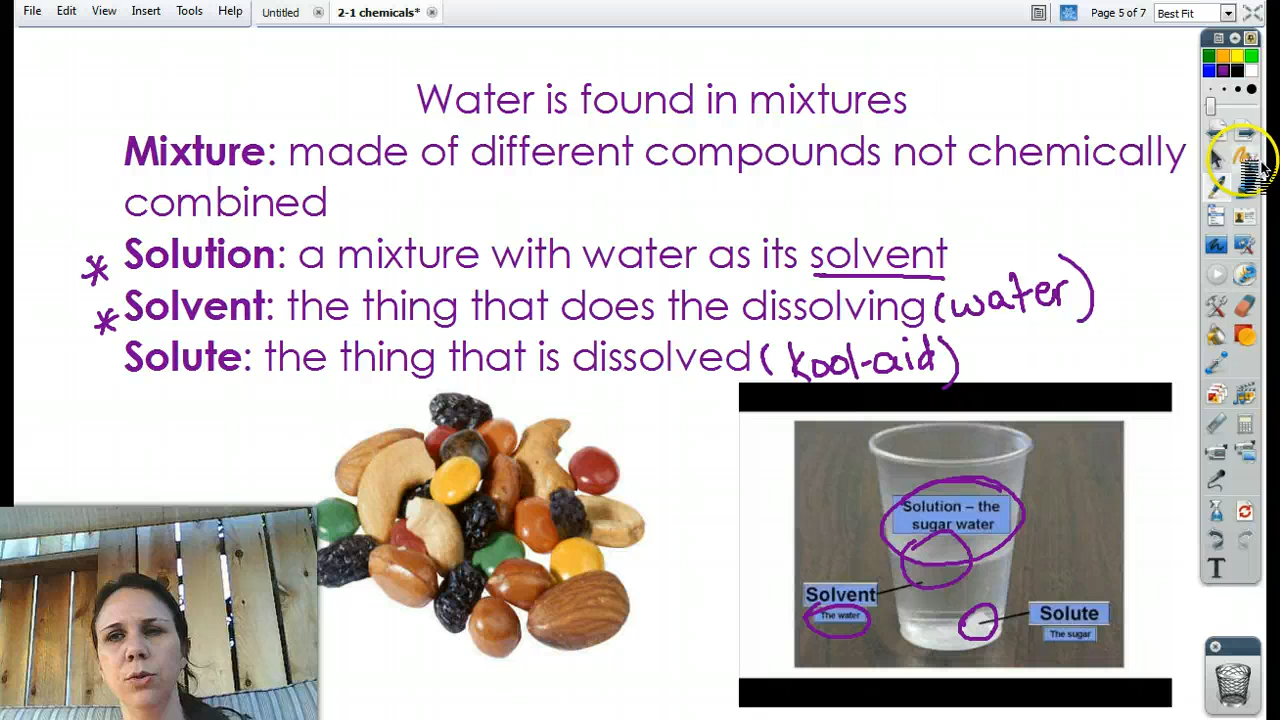 File Edit View Insert Tools Help Untitled 2-1 chemicals* Page 5 of 7 Best Fit
Water is found in mixtures
Mixture: made of different compounds not chemically
combined
* Solution: a mixture with water as its solvent
* Solvent: the thing that does the dissolving (water)
Solute: the thing that is dissolved (kool-aid)
Solution – the
sugar water
Solvent
The water
Solute
The sugar
T